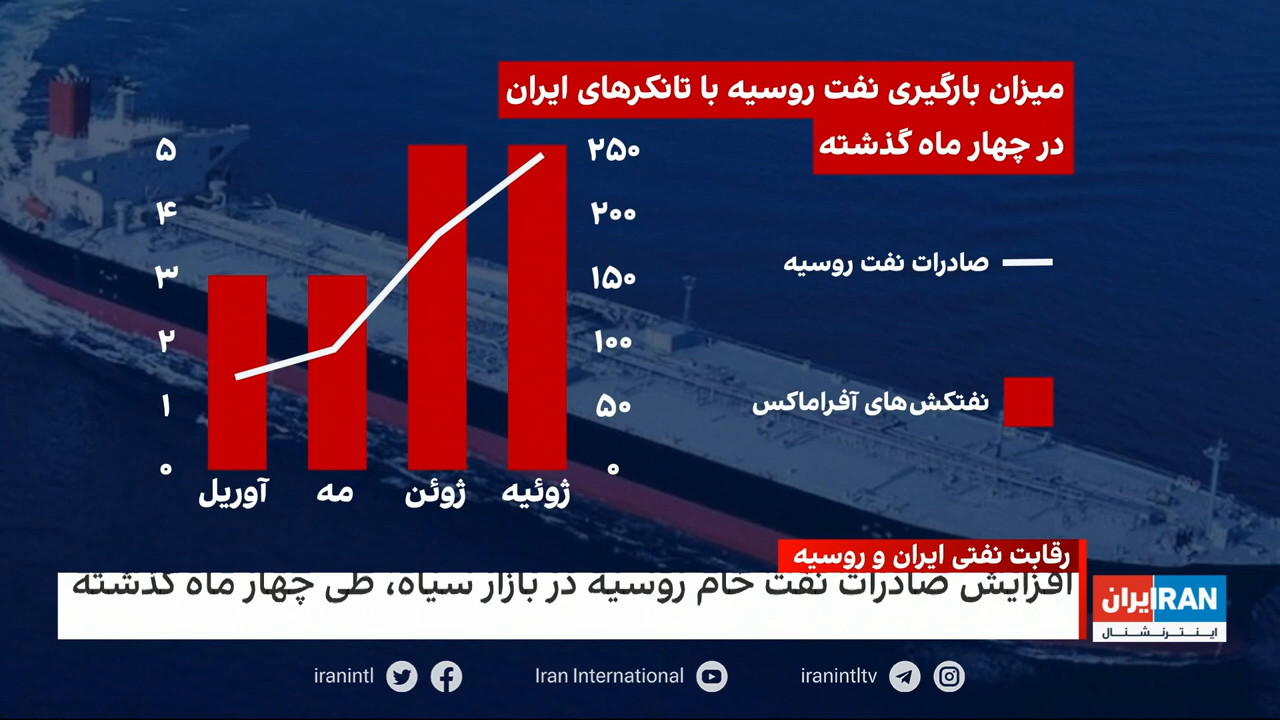 میزان بارگیری نفت روسیه با تانکرهای ایران
در چهار ماه گذشته
۵
۴
۳
۲
۱
۰
۲۵۰
۲۰۰
۱۵۰
۱۰۰
۵۰
۰
آوریل
مه
ژوئن
ژوئیه
صادرات نفت روسیه
نفتکش‌های آفراماکس
رقابت نفتی ایران و روسیه
افزایش صادرات نفت خام روسیه در بازار سیاه، طی چهار ماه گذشته
ایران IRAN
اینترنشنال
iranintl
Iran International
iranintltv